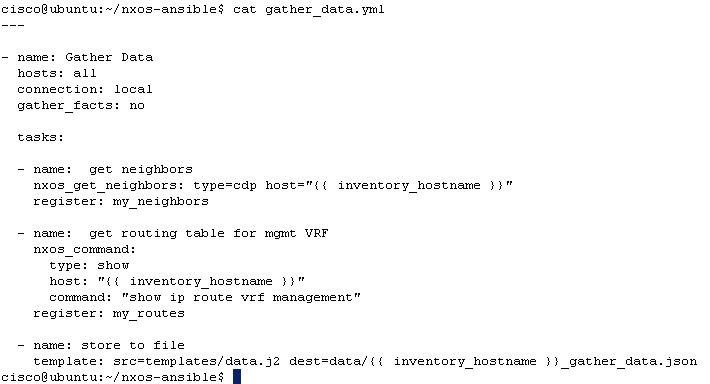 cisco@ubuntu:~/nxos-ansible$ cat gather_data.yml
---
- name: Gather Data
  hosts: all
  connection: local
  gather_facts: no
  tasks:
  - name:  get neighbors
    nxos_get_neighbors: type=cdp host="{{ inventory_hostname }}"
    register: my_neighbors
  - name:  get routing table for mgmt VRF
    nxos_command:
      type: show
      host: "{{ inventory_hostname }}"
      command: "show ip route vrf management"
    register: my_routes
  - name: store to file
    template: src=templates/data.j2 dest=data/{{ inventory_hostname }}_gather_data.json
cisco@ubuntu:~/nxos-ansible$